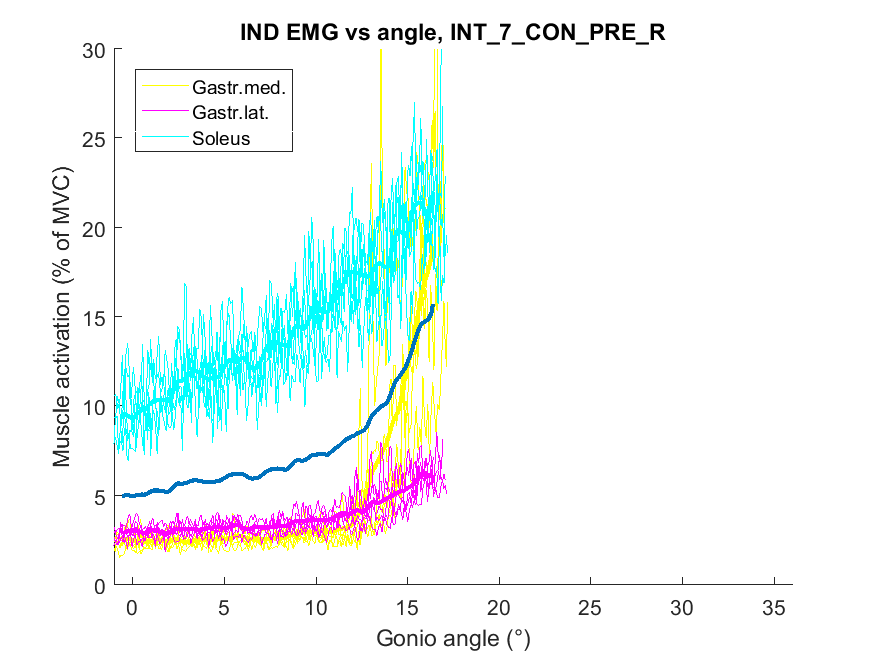 IND EMG vs angle, INT_7_CON_PRE_R
30
25
20
15
10
5
0
Muscle activation (% of MVC)
Gastr.med.
Gastr.lat.
Soleus
0 5 10 15 20 25 30 35
Gonio angle (°)